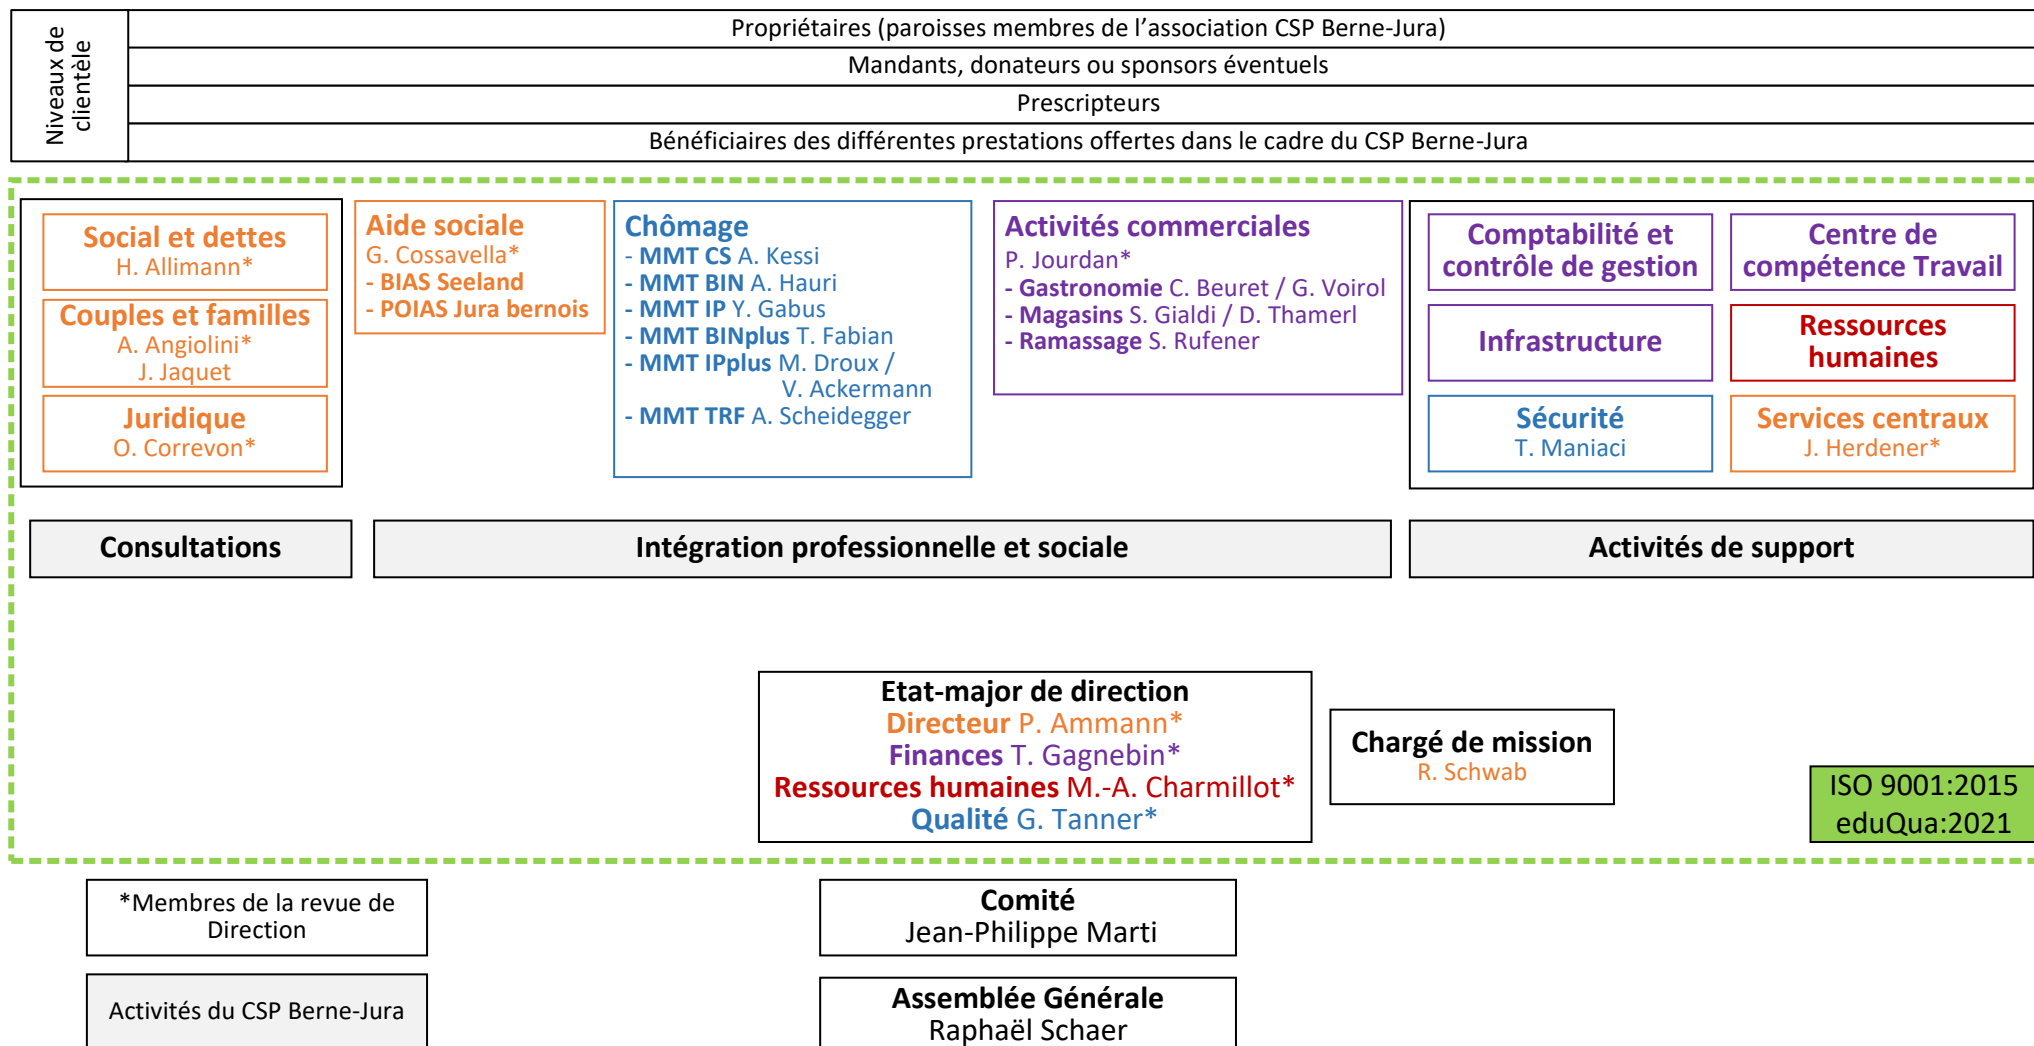 Niveaux de
clientèle
Propriétaires (paroisses membres de l'association CSP Berne-Jura)
Mandants, donateurs ou sponsors éventuels
Prescripteurs
Bénéficiaires des différentes prestations offertes dans le cadre du CSP Berne-Jura
Social et dettes
H. Allimann*
Couples et familles
A. Angiolini*
J. Jaquet
Juridique
O. Correvon*
Aide sociale
G. Cossavella*
- BIAS Seeland
- POIAS Jura bernois
Chômage
- MMT CS A. Kessi
- MMT BIN A. Hauri
- MMT IP Y. Gabus
- MMT BINplus T. Fabian
- MMT IPplus M. Droux /
V. Ackermann
- MMT TRF A. Scheidegger
Activités commerciales
P. Jourdan*
- Gastronomie C. Beuret / G. Voirol
- Magasins S. Gialdi / D. Thamerl
- Ramassage S. Rufener
Comptabilité et
contrôle de gestion
Centre de
compétence Travail
Infrastructure
Ressources
humaines
Sécurité
T. Maniaci
Services centraux
J. Herdener*
Consultations
Intégration professionnelle et sociale
Activités de support
Etat-major de direction
Directeur P. Ammann*
Finances T. Gagnebin*
Ressources humaines M.-A. Charmillot*
Qualité G. Tanner*
Chargé de mission
R. Schwab
ISO 9001:2015
eduQua:2021
*Membres de la revue de
Direction
Comité
Jean-Philippe Marti
Activités du CSP Berne-Jura
Assemblée Générale
Raphaël Schaer